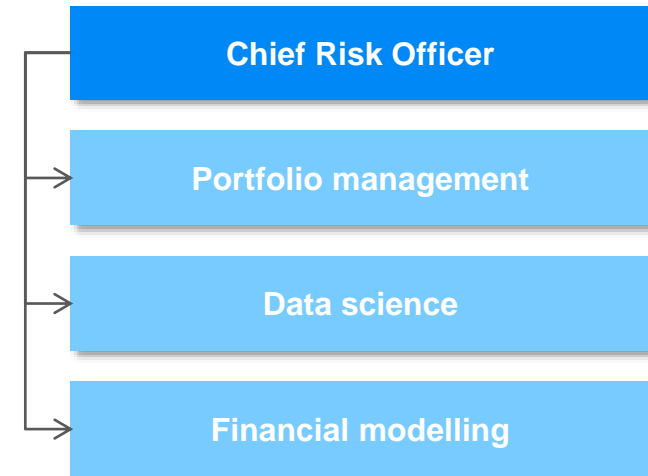 Chief Risk Officer
Portfolio management
Data science
Financial modelling